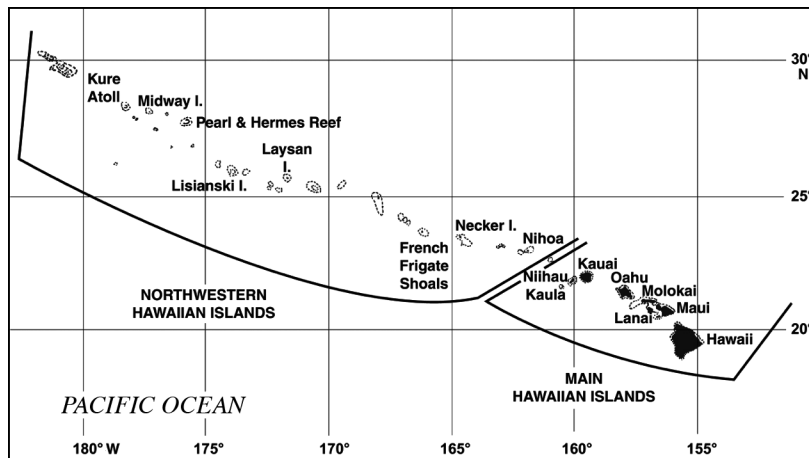 30°
N
Kure
Atoll
Midway I.
Pearl & Hermes Reef
Laysan
I.
Lisianski I.
25°
Necker I.
Nihoa
French
Frigate
Shoals
Kauai
Niihau
Oahu
Kaula
Molokai
Maui
Lanai
20°
Hawaii
NORTHWESTERN
HAWAIIAN ISLANDS
MAIN
HAWAIIAN ISLANDS
PACIFIC OCEAN
180° W
175°
170°
165°
160°
155°